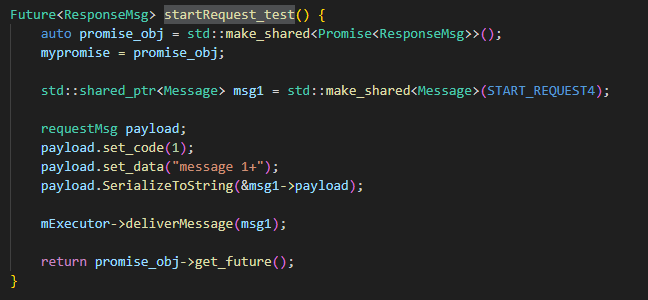 Future<ResponseMsg> startRequest_test() {
    auto promise_obj = std::make_shared<Promise<ResponseMsg>>();
    mypromise = promise_obj;

    std::shared_ptr<Message> msg1 = std::make_shared<Message>(START_REQUEST4);

    requestMsg payload;
    payload.set_code(1);
    payload.set_data("message 1+");
    payload.SerializeToString(&msg1->payload);

    mExecutor->deliverMessage(msg1);

    return promise_obj->get_future();
}